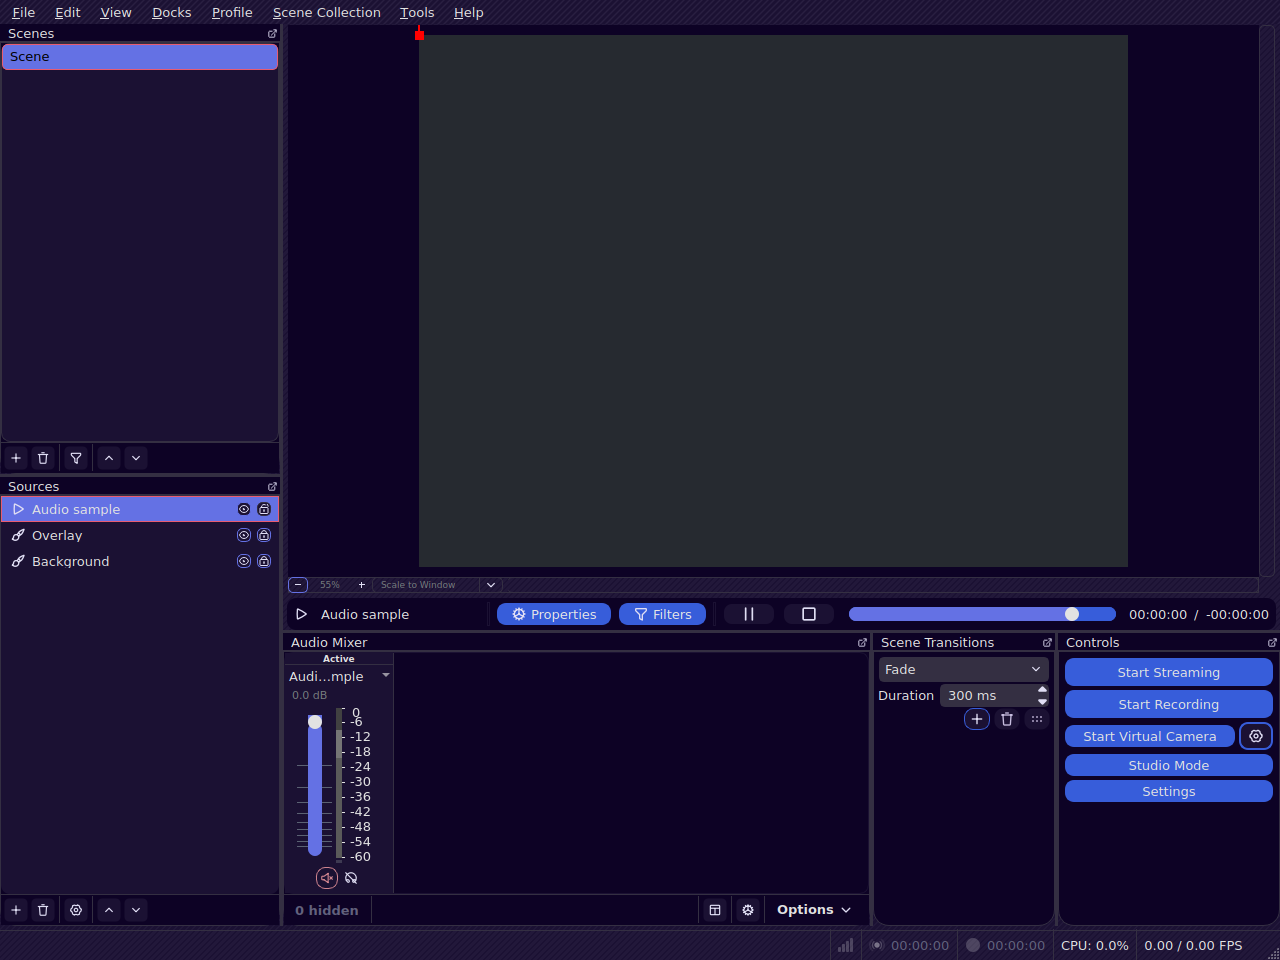 File Edit View Docks Profile Scene Collection Tools Help
Scenes
Scene
Sources
Audio sample
Overlay
Background
55% Scale to Window
Audio sample Properties Filters 00:00:00 / -00:00:00
Audio Mixer
Active
Audi...mple
0.0 dB
0
-6
-12
-18
-24
-30
-36
-42
-48
-54
-60
0 hidden Options
Scene Transitions
Fade
Duration 300 ms
Controls
Start Streaming
Start Recording
Start Virtual Camera
Studio Mode
Settings
00:00:00 00:00:00 CPU: 0.0% 0.00 / 0.00 FPS